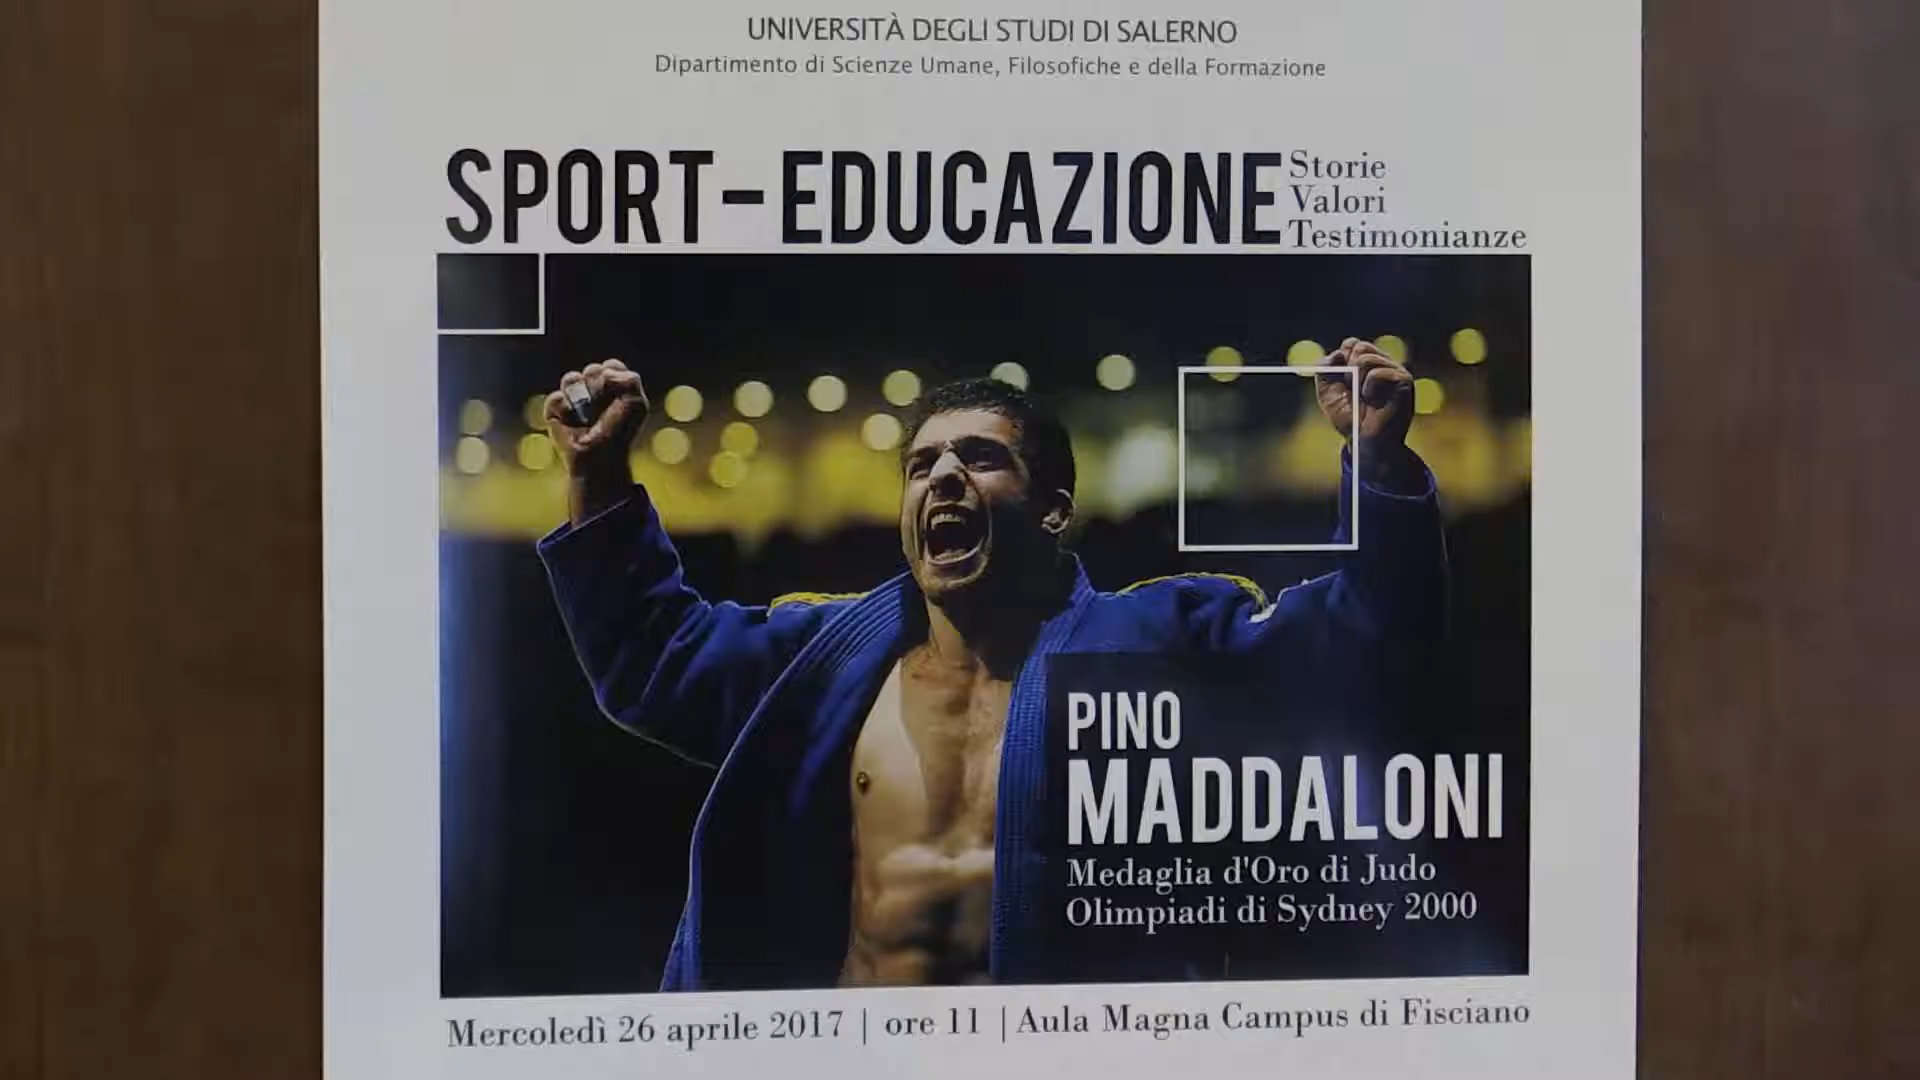 UNIVERSITÀ DEGLI STUDI DI SALERNO
Dipartimento di Scienze Umane, Filosofiche e della Formazione
SPORT-EDUCAZIONE
Storie
Valori
Testimonianze
PINO
MADDALONI
Medaglia d'Oro di Judo
Olimpiadi di Sydney 2000
Mercoledì 26 aprile 2017 | ore 11 | Aula Magna Campus di Fisciano